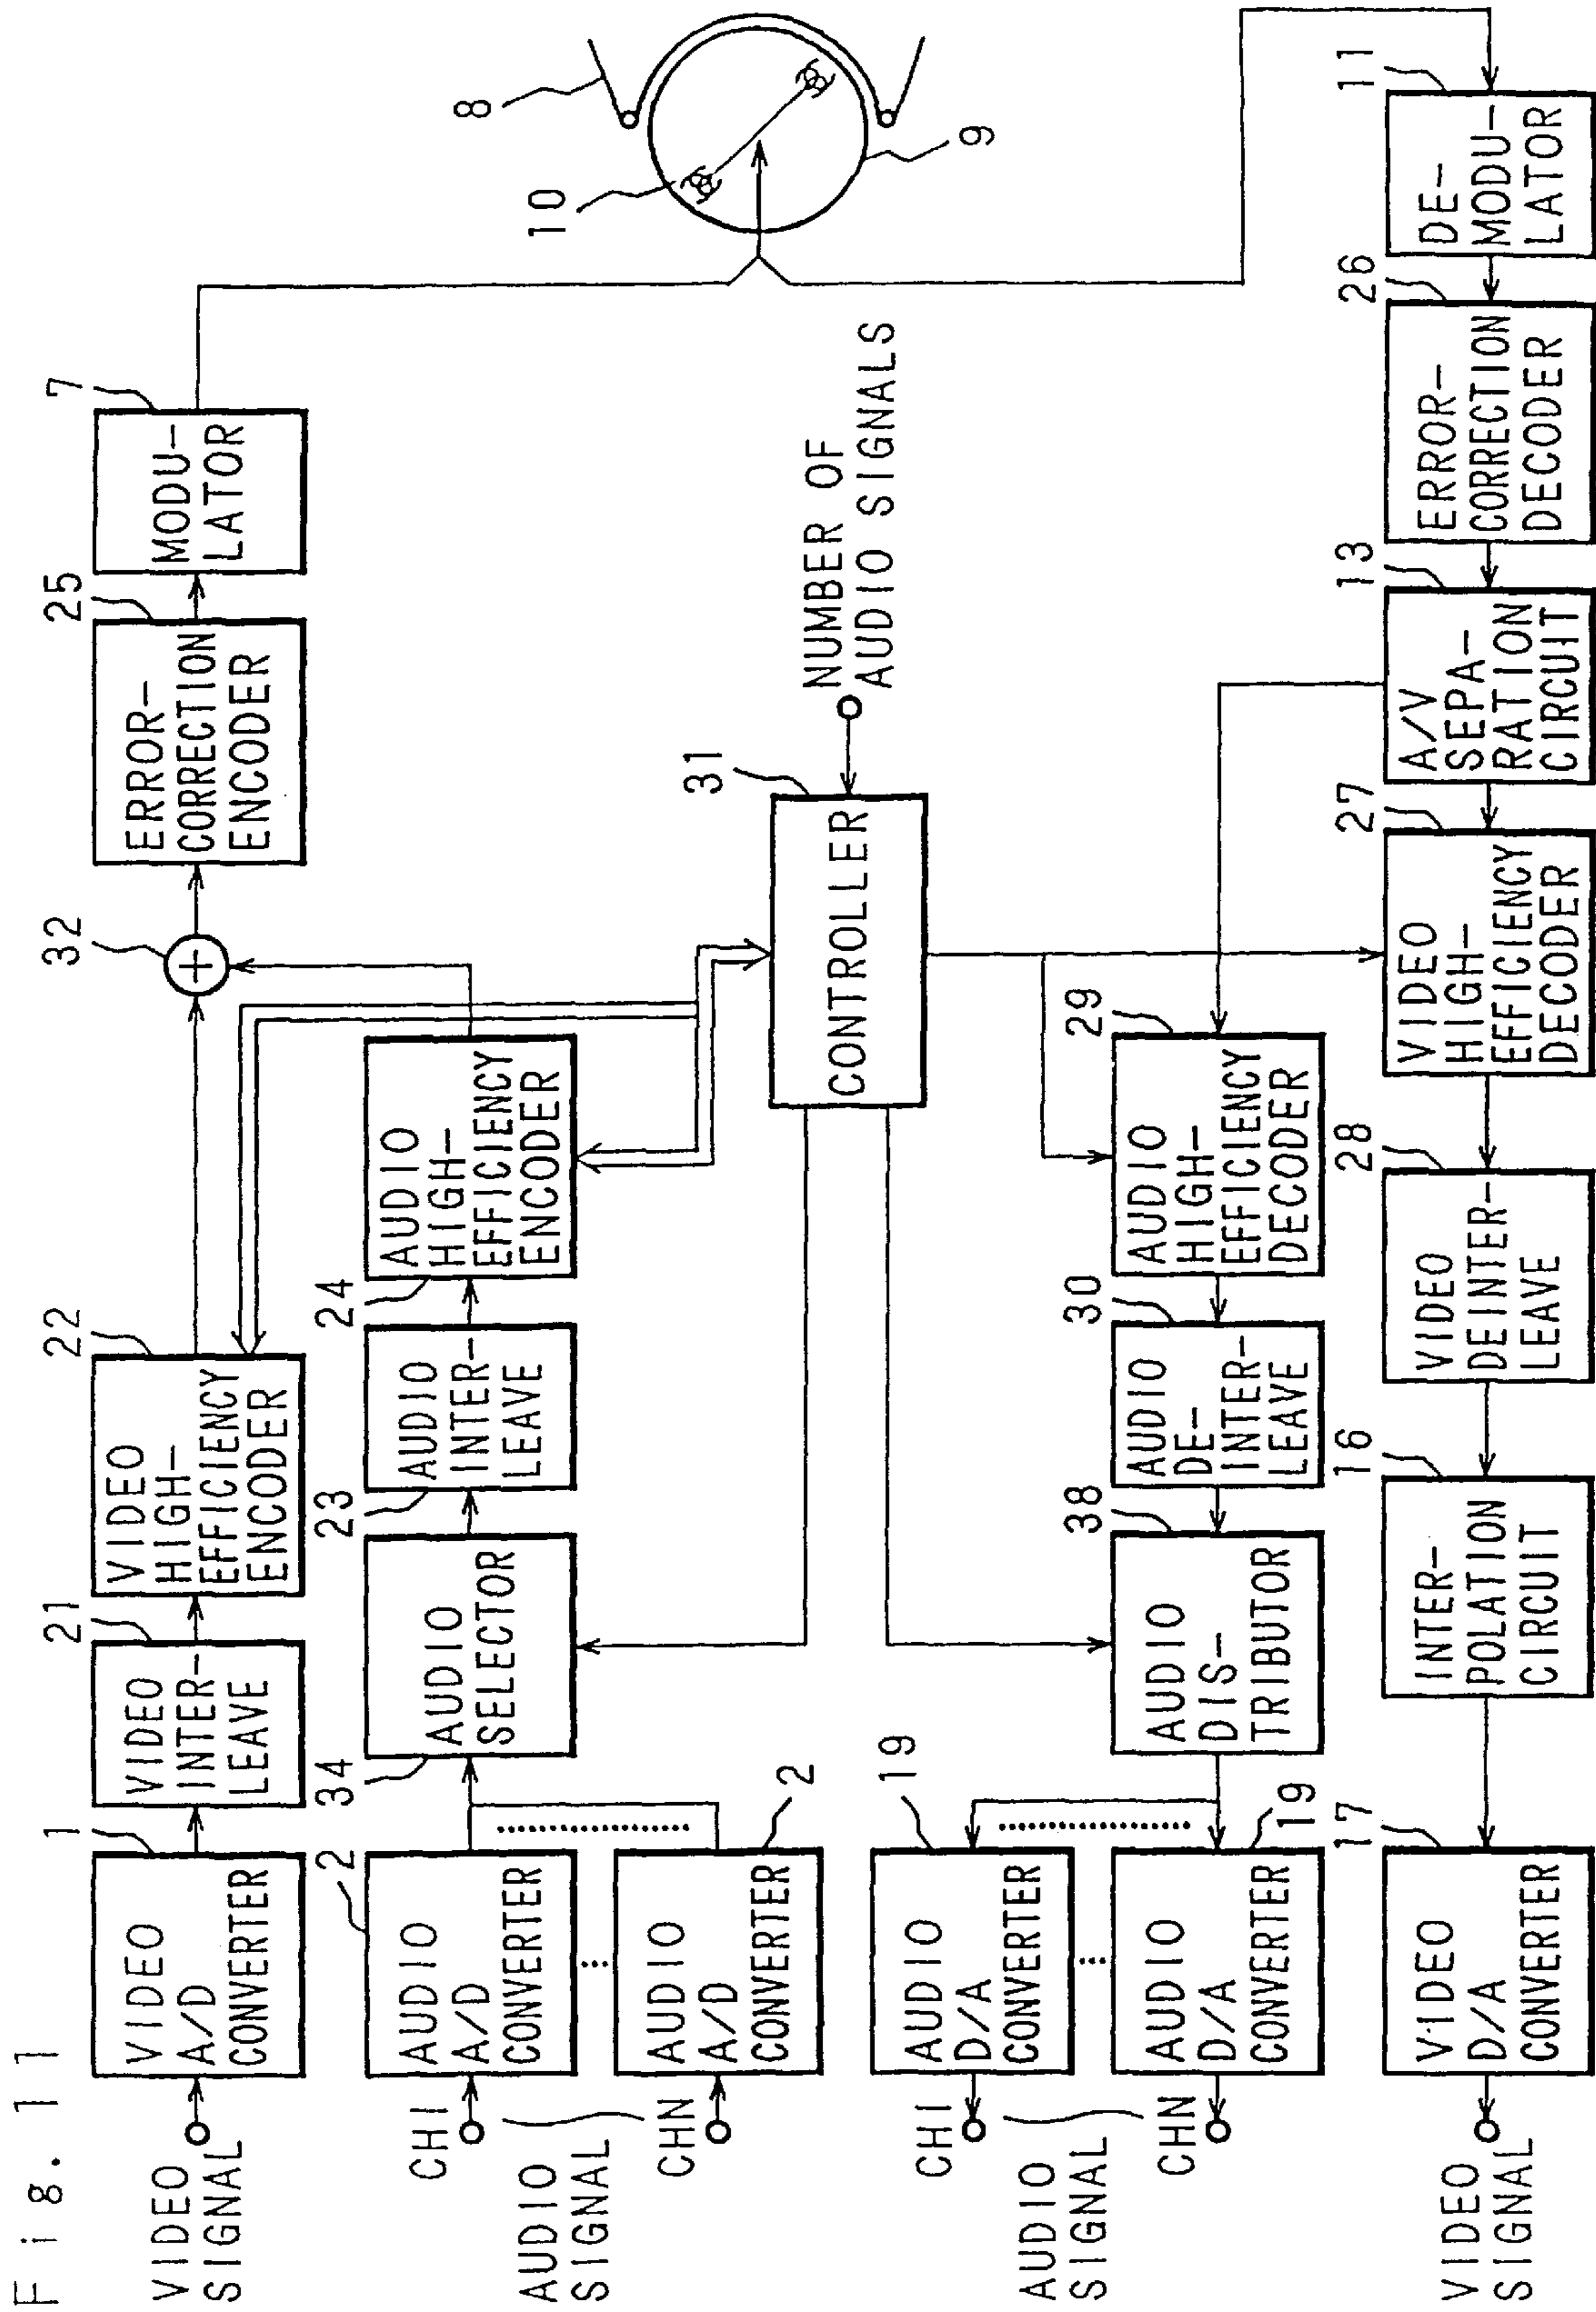 Fig. 11
VIDEO
SIGNAL
1
VIDEO
A/D
CONVERTER
21
VIDEO
INTER-
LEAVE
22
VIDEO
HIGH-
EFFICIENCY
ENCODER
32
25
ERROR-
CORRECTION
ENCODER
7
MODU-
LATOR
AUDIO
SIGNAL
CHI
CHN
2
AUDIO
A/D
CONVERTER
2
AUDIO
A/D
CONVERTER
34
AUDIO
SELECTOR
23
AUDIO
INTER-
LEAVE
24
AUDIO
HIGH-
EFFICIENCY
ENCODER
31
CONTROLLER
NUMBER OF
AUDIO SIGNALS
8
10
9
AUDIO
SIGNAL
CHI
CHN
19
AUDIO
D/A
CONVERTER
19
AUDIO
D/A
CONVERTER
38
AUDIO
DIS-
TRIBUTOR
30
AUDIO
DE-
INTER-
LEAVE
29
AUDIO
HIGH-
EFFICIENCY
DECODER
VIDEO
SIGNAL
17
VIDEO
D/A
CONVERTER
16
INTER-
POLATION
CIRCUIT
28
VIDEO
DEINTER-
LEAVE
27
VIDEO
HIGH-
EFFICIENCY
DECODER
13
A/V
SEPA-
RATION
CIRCUIT
26
ERROR-
CORRECTION
DECODER
11
DE-
MODU-
LATOR